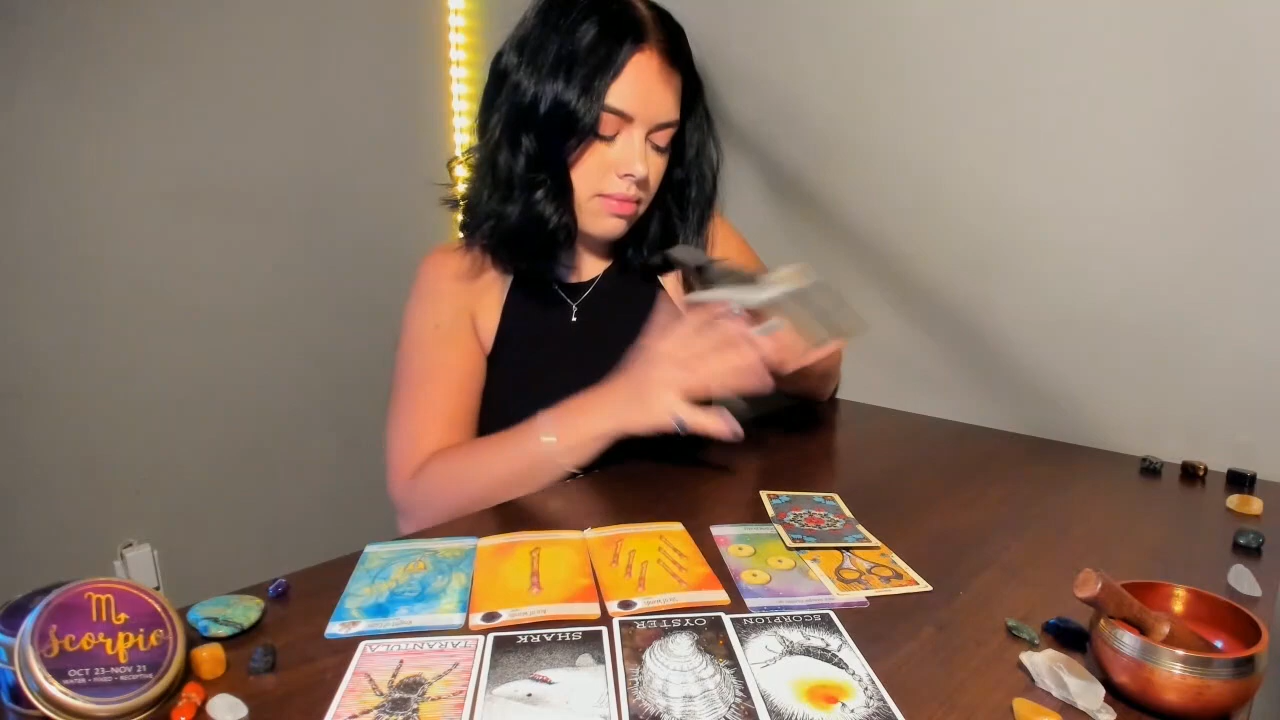 ♏
Scorpio
OCT 23–NOV 21
WATER • FIXED • RECEPTIVE
TARANTULA
SHARK
OYSTER
SCORPION